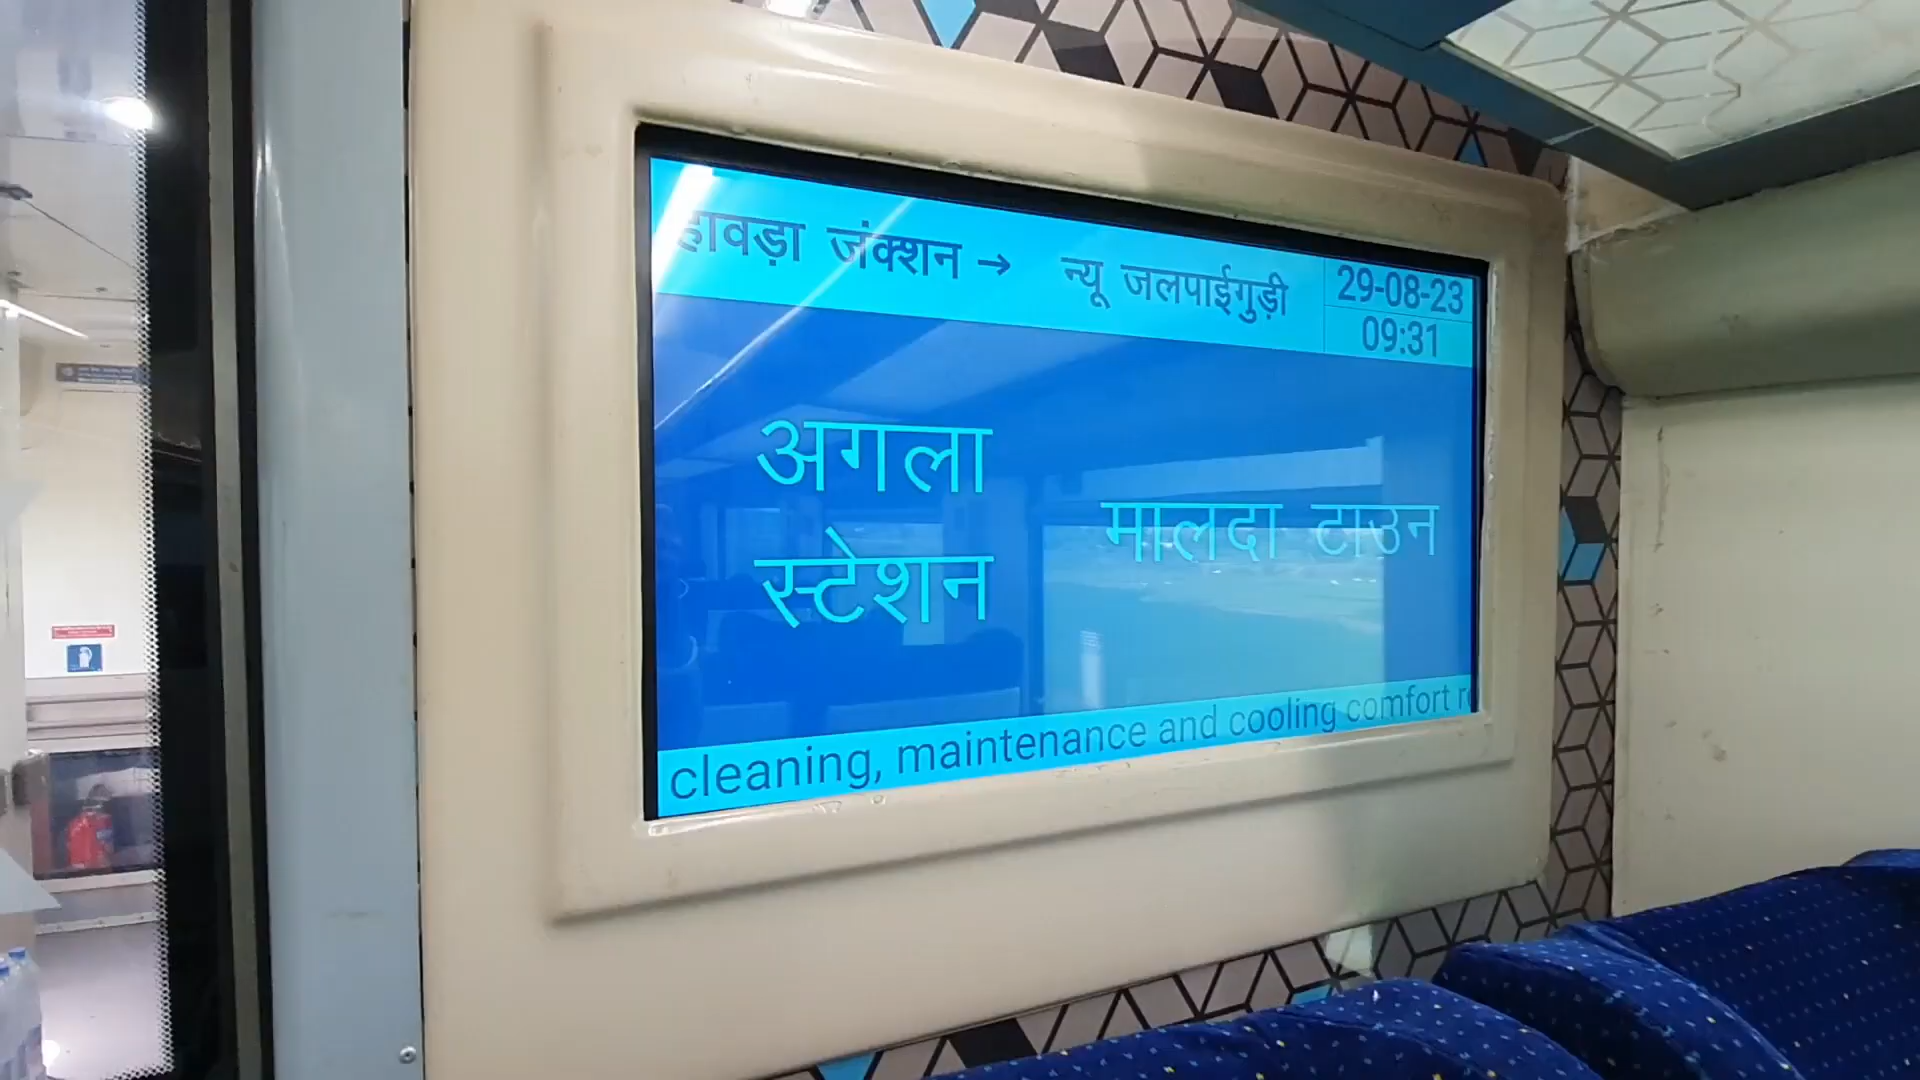 हावड़ा जंक्शन → न्यू जलपाईगुड़ी
29-08-23
09:31
अगला
स्टेशन
मालदा टाउन
cleaning, maintenance and cooling comfort